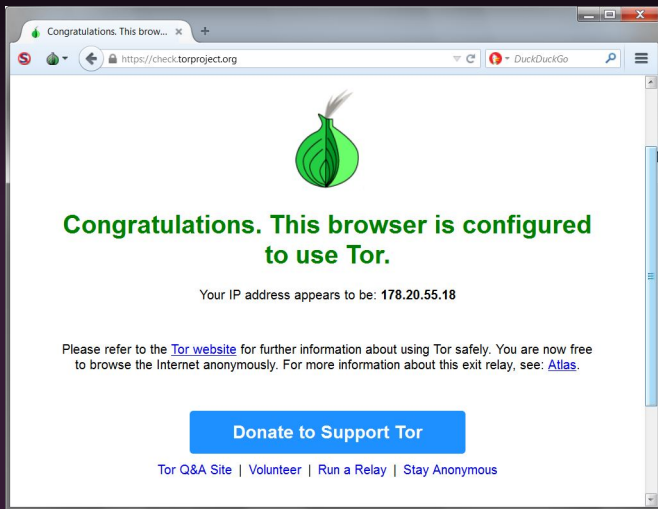 Congratulations. This brow...
https://check.torproject.org
DuckDuckGo
Congratulations. This browser is configured
to use Tor.
Your IP address appears to be: 178.20.55.18
Please refer to the Tor website for further information about using Tor safely. You are now free
to browse the Internet anonymously. For more information about this exit relay, see: Atlas.
Donate to Support Tor
Tor Q&A Site | Volunteer | Run a Relay | Stay Anonymous